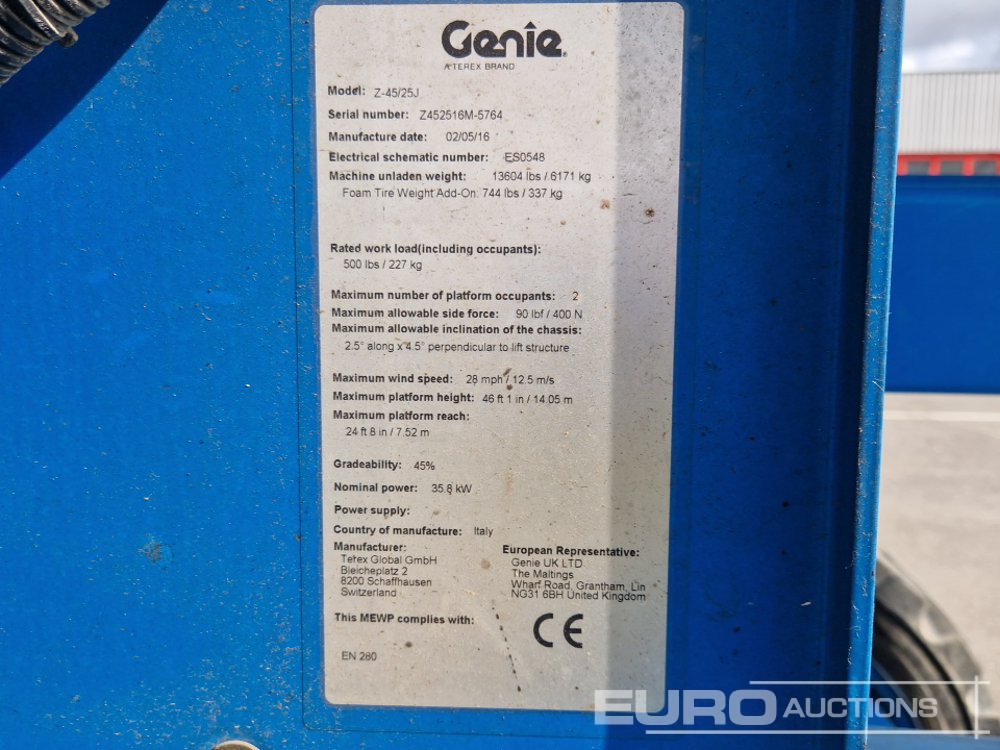 Genie
A TEREX BRAND
Model: Z-45/25J
Serial number: Z452516M-5764
Manufacture date: 02/05/16
Electrical schematic number: ES0548
Machine unladen weight: 13604 lbs / 6171 kg
Foam Tire Weight Add-On: 744 lbs / 337 kg
Rated work load(including occupants):
500 lbs / 227 kg
Maximum number of platform occupants: 2
Maximum allowable side force: 90 lbf / 400 N
Maximum allowable inclination of the chassis:
2.5° along x 4.5° perpendicular to lift structure
Maximum wind speed: 28 mph / 12.5 m/s
Maximum platform height: 46 ft 1 in / 14.05 m
Maximum platform reach:
24 ft 8 in / 7.52 m
Gradeability: 45%
Nominal power: 35.8 kW
Power supply:
Country of manufacture: Italy
Manufacturer:
Terex Global GmbH
Bleicheplatz 2
8200 Schaffhausen
Switzerland
European Representative:
Genie UK LTD
The Maltings
Wharf Road, Grantham, Lin
NG31 6BH United Kingdom
This MEWP complies with:
CE
EN 280
EURO AUCTIONS